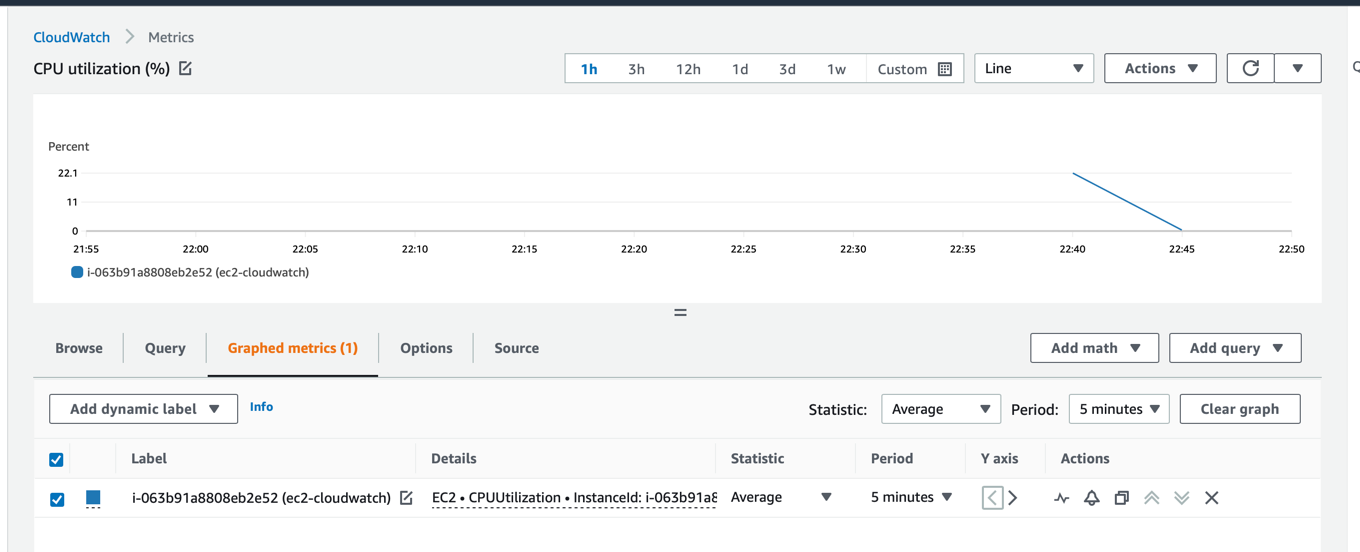 CloudWatch Metrics
CPU utilization (%)
1h 3h 12h 1d 3d 1w Custom Line Actions
Percent
22.1
11
0
21:55 22:00 22:05 22:10 22:15 22:20 22:25 22:30 22:35 22:40 22:45 22:50
i-063b91a8808eb2e52 (ec2-cloudwatch)
Browse Query Graphed metrics (1) Options Source Add math Add query
Add dynamic label Info Statistic: Average Period: 5 minutes Clear graph
Label Details Statistic Period Y axis Actions
i-063b91a8808eb2e52 (ec2-cloudwatch) EC2 • CPUUtilization • InstanceId: i-063b91a8 Average 5 minutes